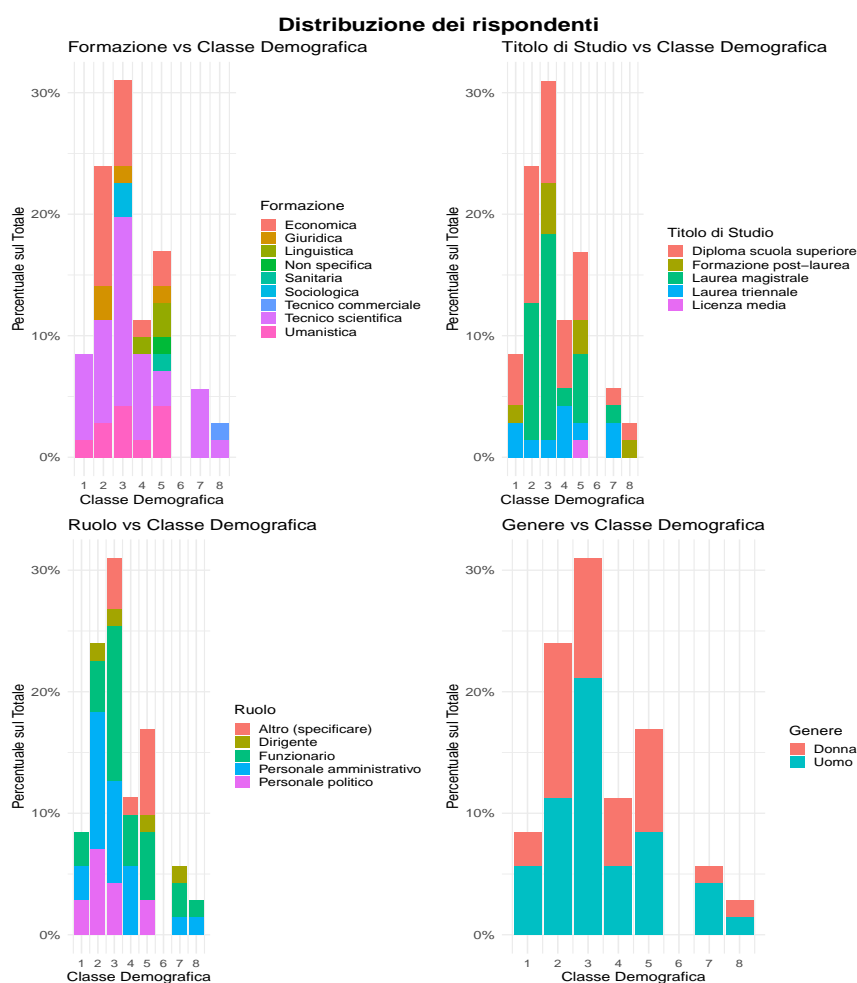 Distribuzione dei rispondenti
Formazione vs Classe Demografica
30%
20%
10%
0%
Percentuale sul Totale
1 2 3 4 5 6 7 8
Classe Demografica
Formazione
Economica
Giuridica
Linguistica
Non specifica
Sanitaria
Sociologica
Tecnico commerciale
Tecnico scientifica
Umanistica
Titolo di Studio vs Classe Demografica
30%
20%
10%
0%
Percentuale sul Totale
1 2 3 4 5 6 7 8
Classe Demografica
Titolo di Studio
Diploma scuola superiore
Formazione post−laurea
Laurea magistrale
Laurea triennale
Licenza media
Ruolo vs Classe Demografica
30%
20%
10%
0%
Percentuale sul Totale
1 2 3 4 5 6 7 8
Classe Demografica
Ruolo
Altro (specificare)
Dirigente
Funzionario
Personale amministrativo
Personale politico
Genere vs Classe Demografica
30%
20%
10%
0%
Percentuale sul Totale
1 2 3 4 5 6 7 8
Classe Demografica
Genere
Donna
Uomo